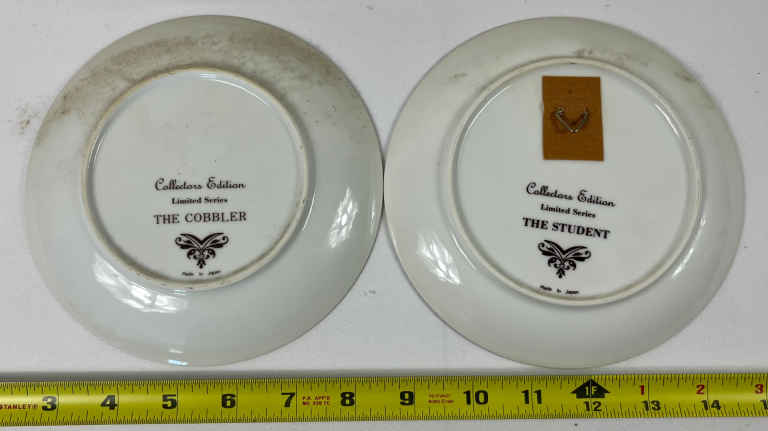 Collectors Edition
Limited Series
THE COBBLER
Made in Japan
Collectors Edition
Limited Series
THE STUDENT
Made in Japan
STANLEY® 3 4 5 6 7 8 9 10 11 1F 12 1 13 2 14 3